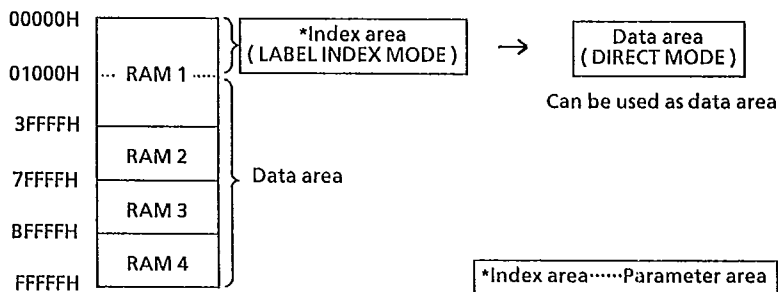 00000H
*Index area
( LABEL INDEX MODE )
→
Data area
( DIRECT MODE )
01000H
··· RAM 1 ·····
Can be used as data area
3FFFFH
RAM 2
7FFFFH
Data area
RAM 3
BFFFFH
RAM 4
FFFFFH
*Index area······Parameter area